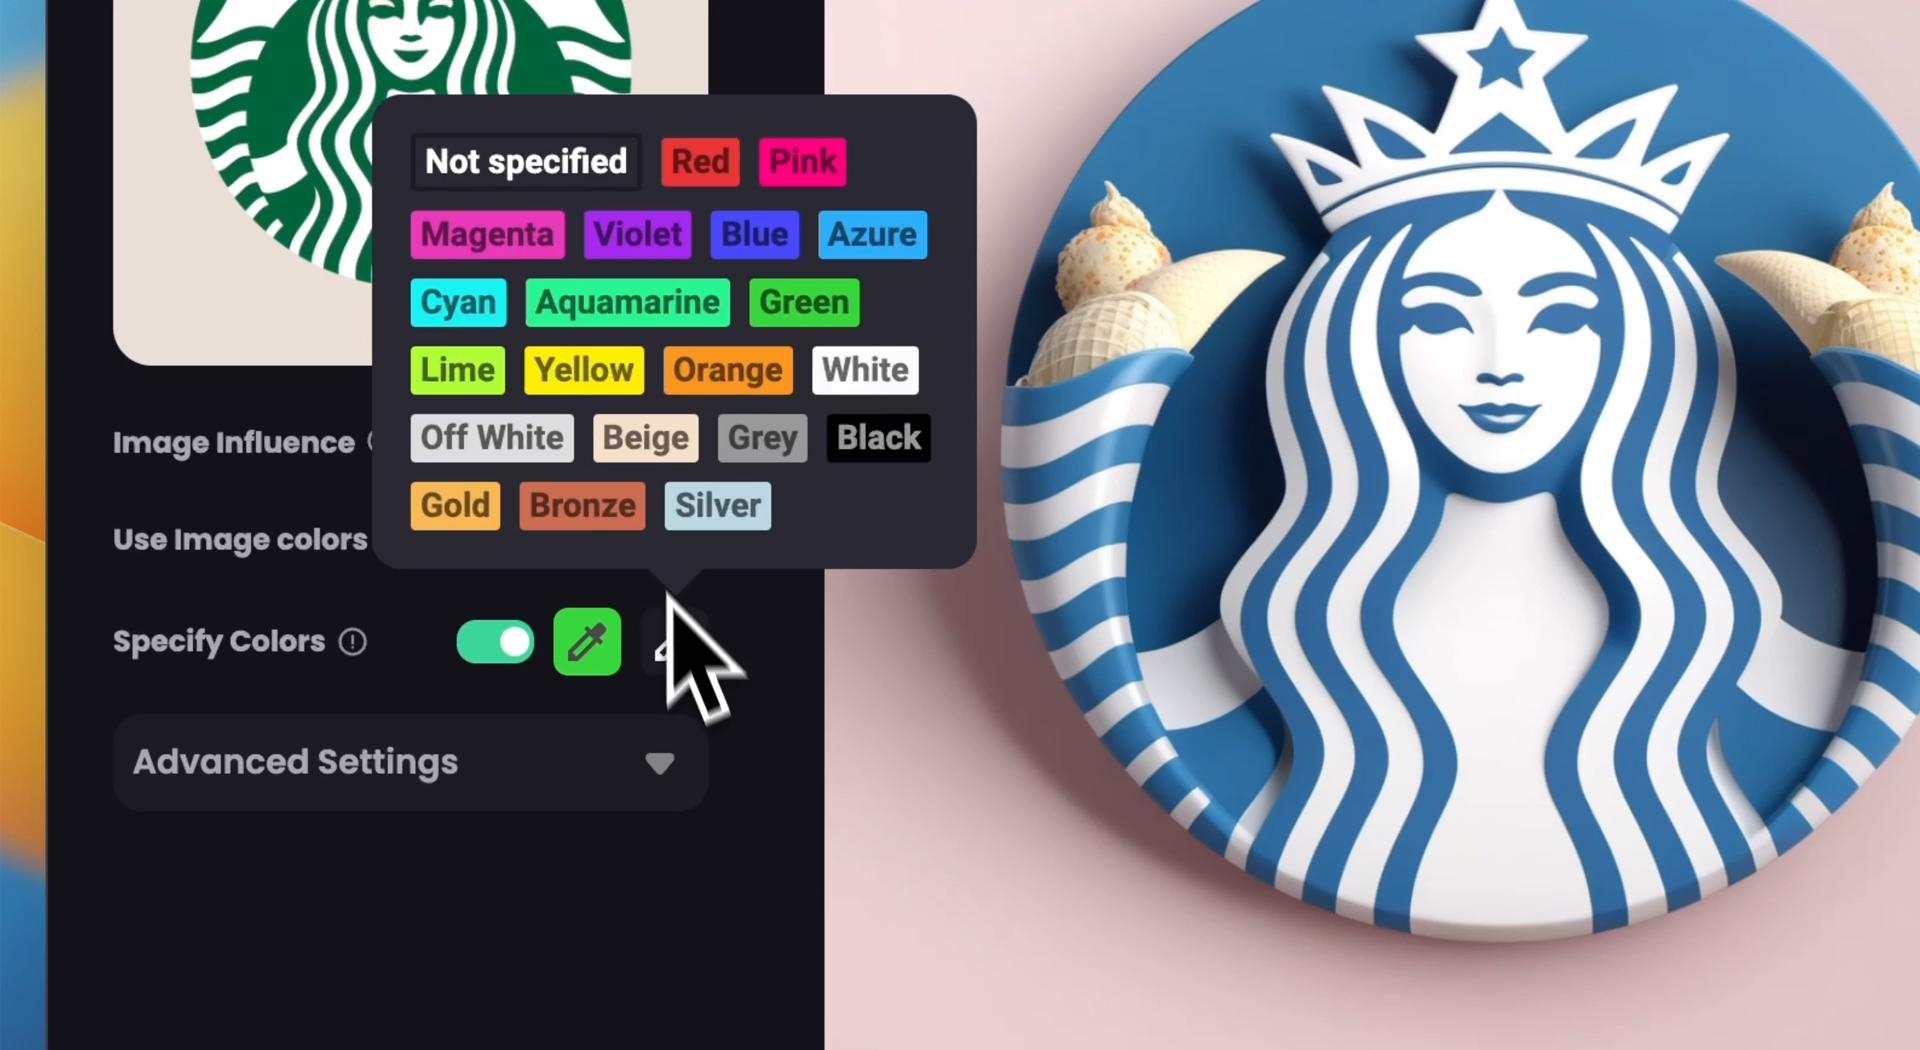 Not specified Red Pink
Magenta Violet Blue Azure
Cyan Aquamarine Green
Lime Yellow Orange White
Off White Beige Grey Black
Gold Bronze Silver
Image Influence
Use Image colors
Specify Colors
Advanced Settings